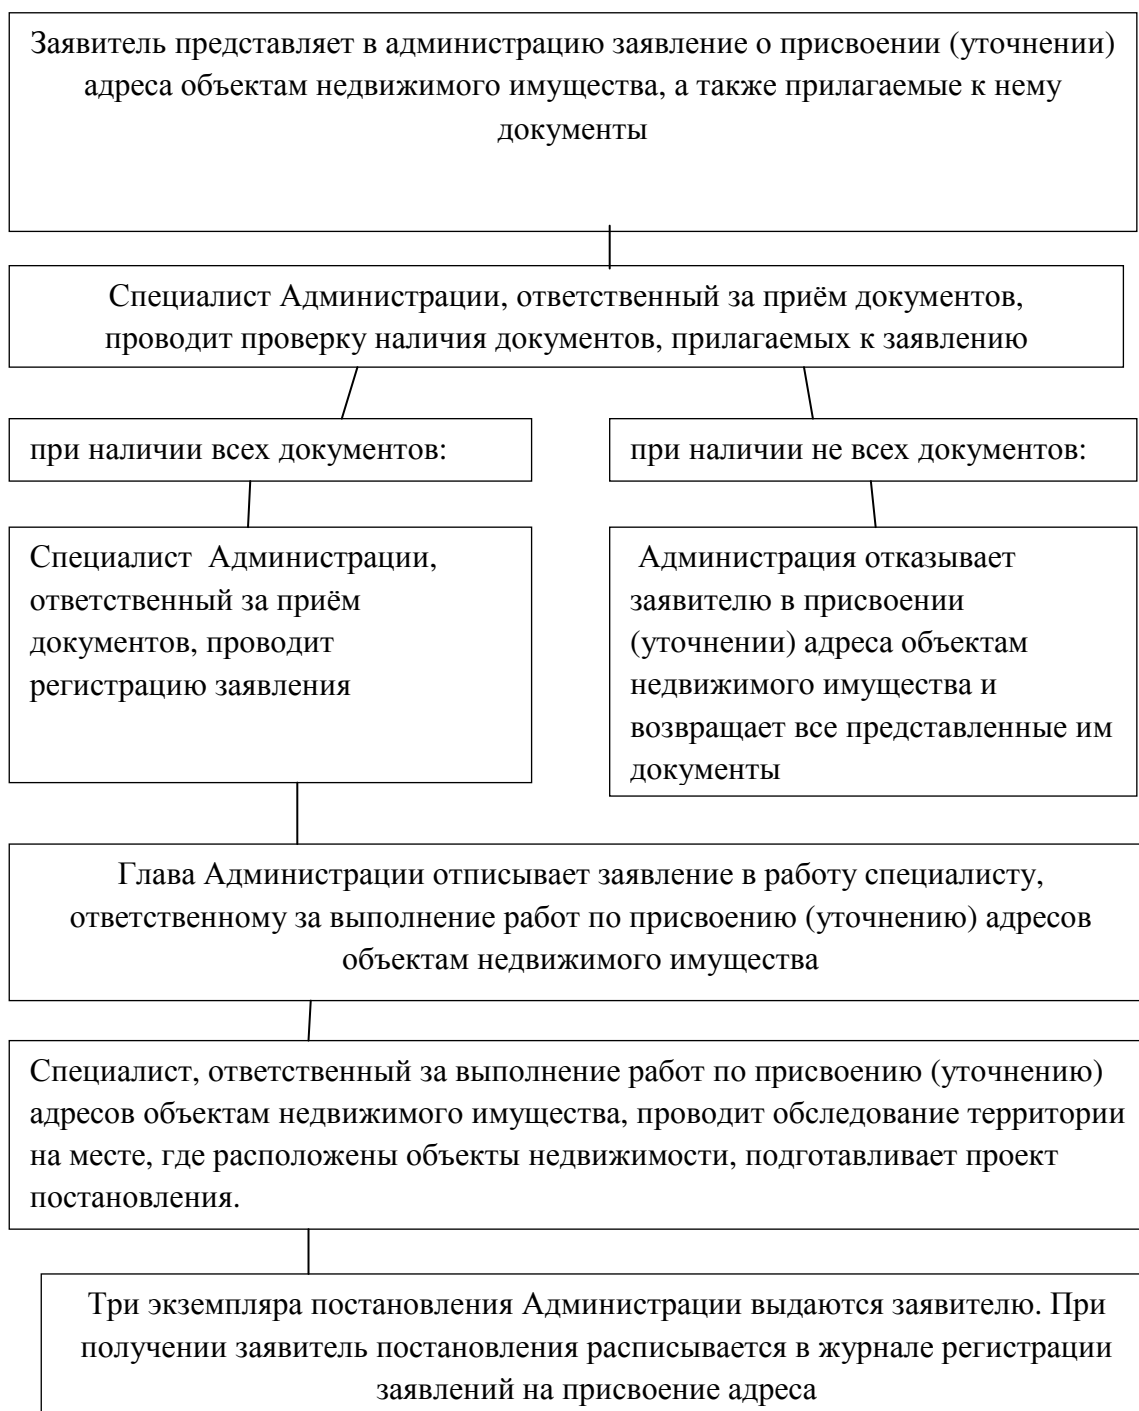 Заявитель представляет в администрацию заявление о присвоении (уточнении)
адреса объектам недвижимого имущества, а также прилагаемые к нему
документы
Специалист Администрации, ответственный за приём документов,
проводит проверку наличия документов, прилагаемых к заявлению
при наличии всех документов:
при наличии не всех документов:
Специалист Администрации,
ответственный за приём
документов, проводит
регистрацию заявления
Администрация отказывает
заявителю в присвоении
(уточнении) адреса объектам
недвижимого имущества и
возвращает все представленные им
документы
Глава Администрации отписывает заявление в работу специалисту,
ответственному за выполнение работ по присвоению (уточнению) адресов
объектам недвижимого имущества
Специалист, ответственный за выполнение работ по присвоению (уточнению)
адресов объектам недвижимого имущества, проводит обследование территории
на месте, где расположены объекты недвижимости, подготавливает проект
постановления.
Три экземпляра постановления Администрации выдаются заявителю. При
получении заявитель постановления расписывается в журнале регистрации
заявлений на присвоение адреса